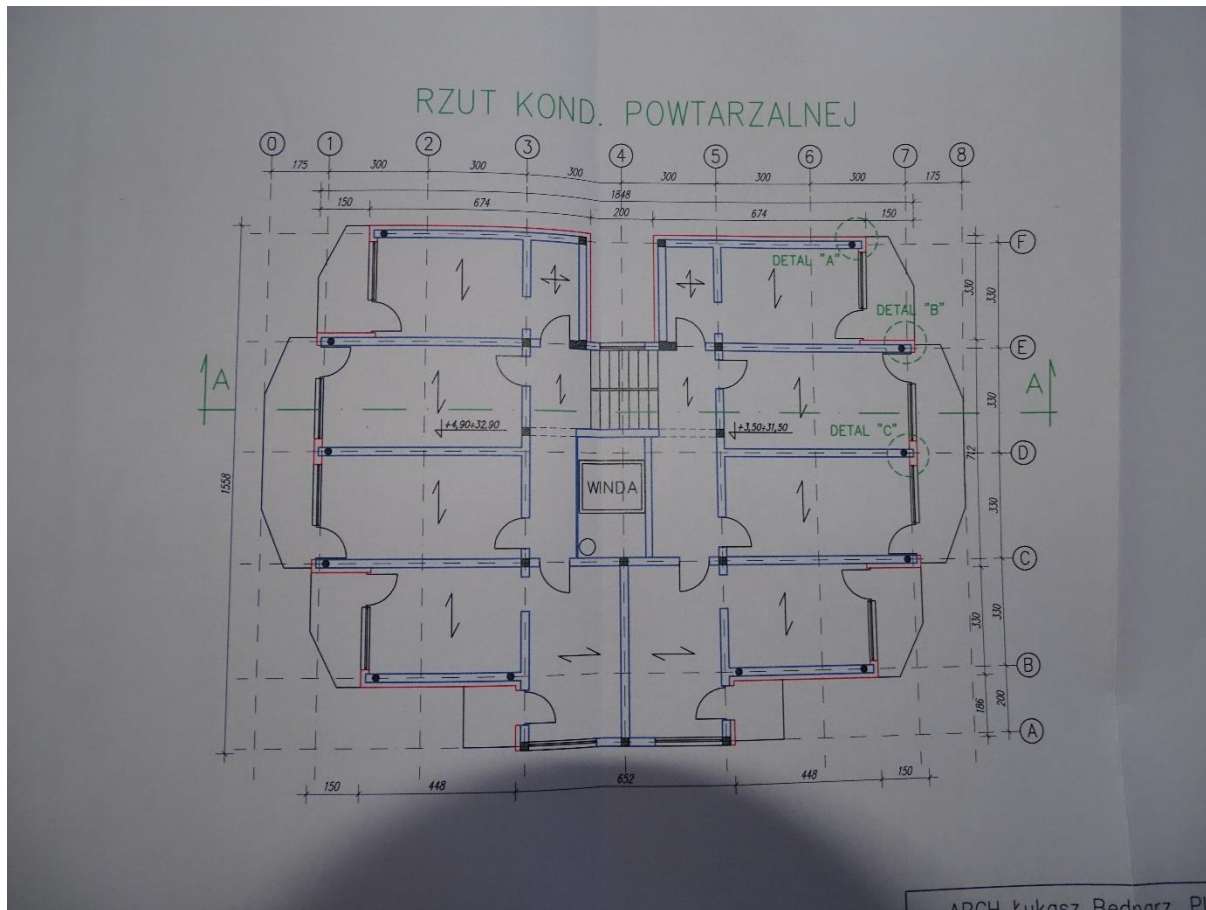 RZUT KOND. POWTARZALNEJ
0 1 2 3 4 5 6 7 8
175 300 300 300 300 300 300 175
1848
150 674 200 674 150
F
DETAL "A"
330 330
DETAL "B"
E
A A
330
+4,90÷32,90 +3,50÷31,50
DETAL "C"
D
712
1558
WINDA
330
C
330 330
B
186 200
A
150 448 652 448 150
ARCH Łukasz Bednarz